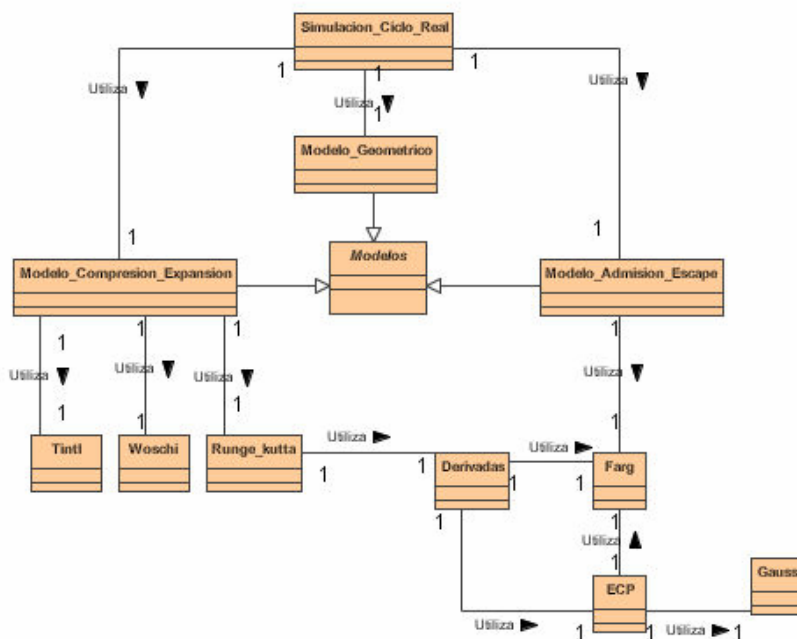 Simulacion_Ciclo_Real
1
1
1
Utiliza
Utiliza
Utiliza
1
Modelo_Geometrico
1
1
Modelos
Modelo_Compresion_Expansion
Modelo_Admision_Escape
1
1
1
1
Utiliza
Utiliza
Utiliza
Utiliza
1
1
1
1
Tintl
Woschi
Runge_kutta
Utiliza
1
1
Derivadas
Utiliza
1
1
Farg
1
1
Utiliza
1
ECP
Gauss
Utiliza
1
1
Utiliza
1